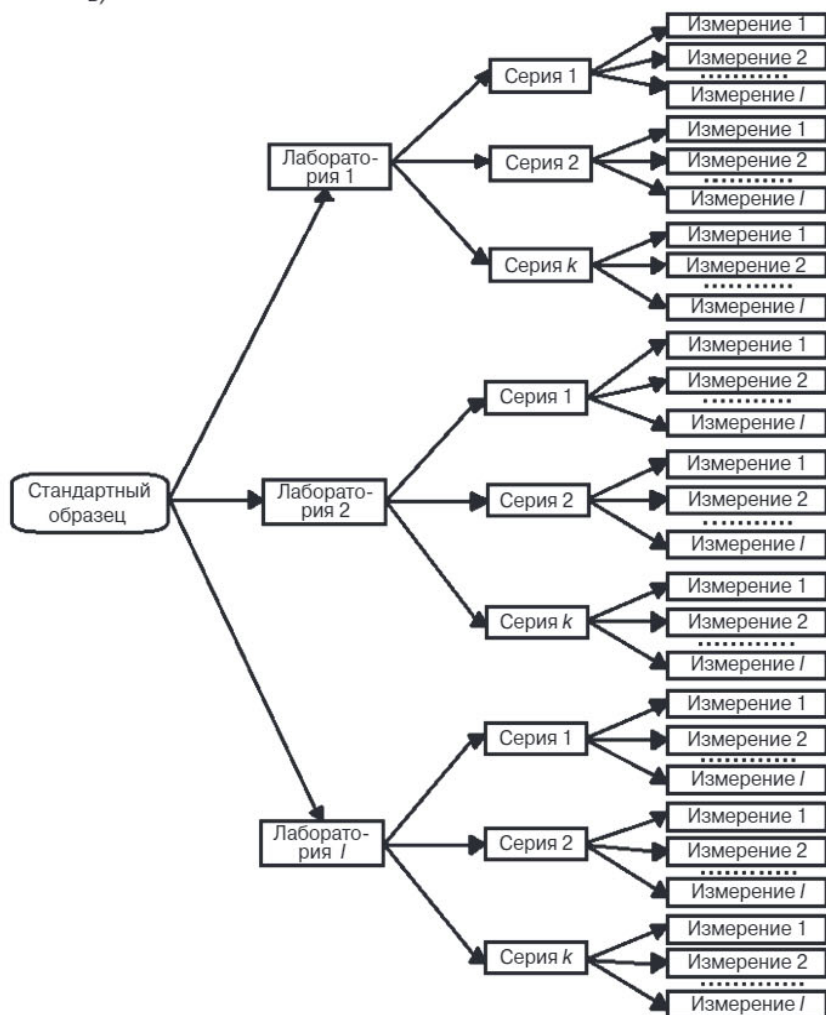 Стандартный
образец
Лаборато-
рия 1
Серия 1
Измерение 1
Измерение 2
...........
Измерение l
Серия 2
Измерение 1
Измерение 2
...........
Измерение l
Серия k
Измерение 1
Измерение 2
...........
Измерение l
Лаборато-
рия 2
Серия 1
Измерение 1
Измерение 2
...........
Измерение l
Серия 2
Измерение 1
Измерение 2
...........
Измерение l
Серия k
Измерение 1
Измерение 2
............
Измерение l
Лаборато-
рия l
Серия 1
Измерение 1
Измерение 2
............
Измерение l
Серия 2
Измерение 1
Измерение 2
............
Измерение l
Серия k
Измерение 1
Измерение 2
............
Измерение l